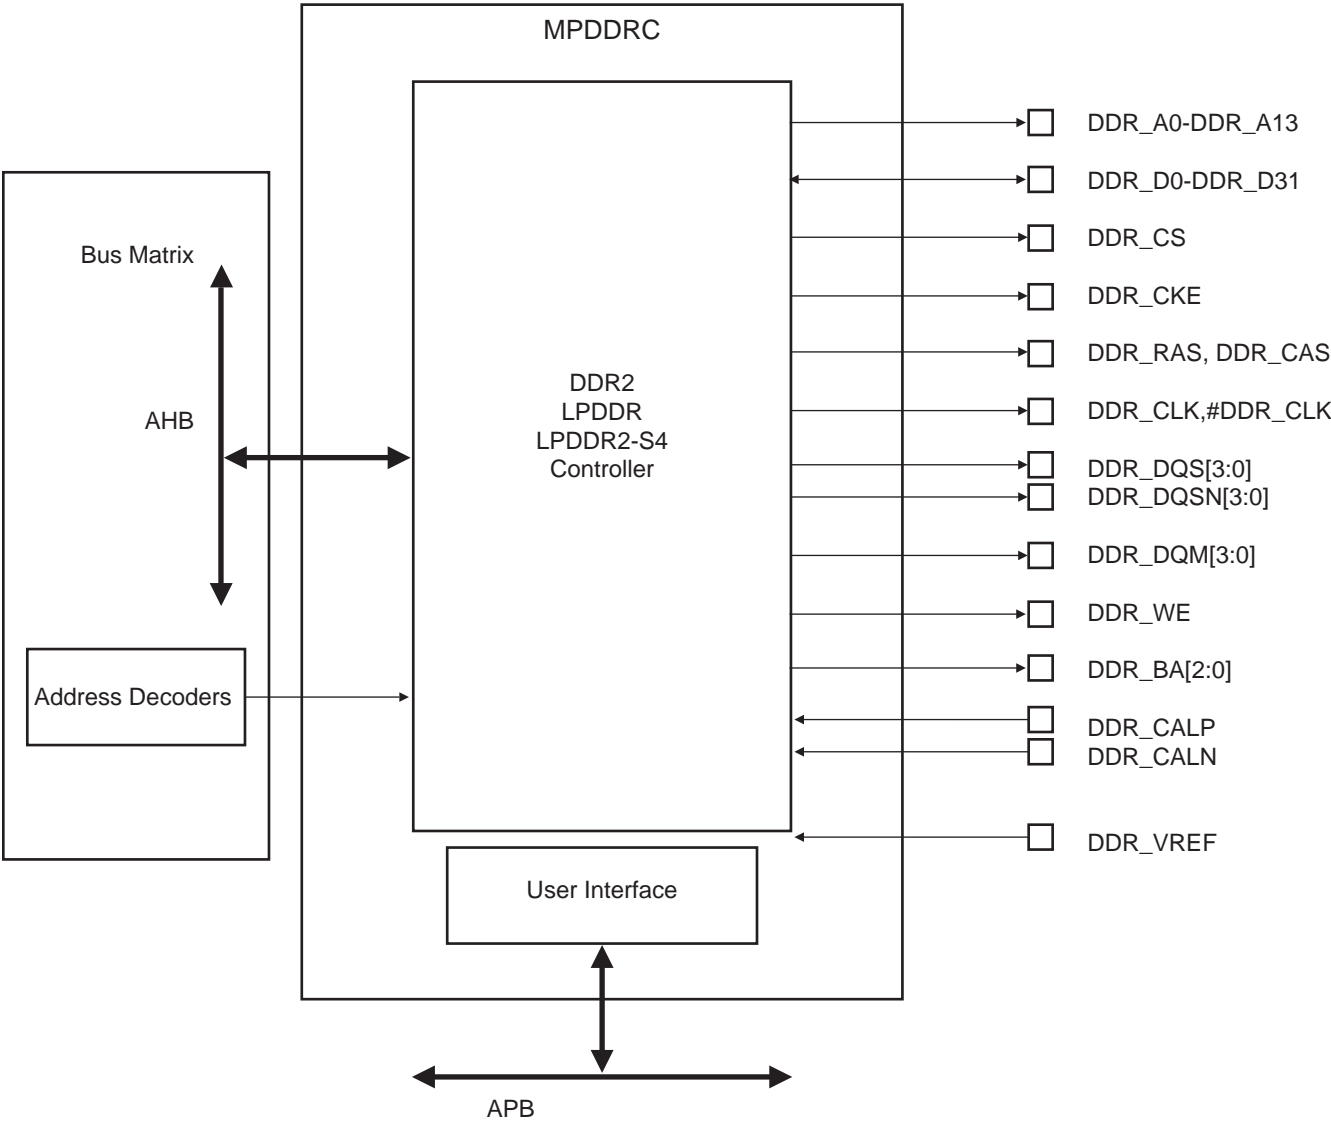 MPDDRC
Bus Matrix
AHB
Address Decoders
DDR2
LPDDR
LPDDR2-S4
Controller
User Interface
APB
DDR_A0-DDR_A13
DDR_D0-DDR_D31
DDR_CS
DDR_CKE
DDR_RAS, DDR_CAS
DDR_CLK,#DDR_CLK
DDR_DQS[3:0]
DDR_DQSN[3:0]
DDR_DQM[3:0]
DDR_WE
DDR_BA[2:0]
DDR_CALP
DDR_CALN
DDR_VREF